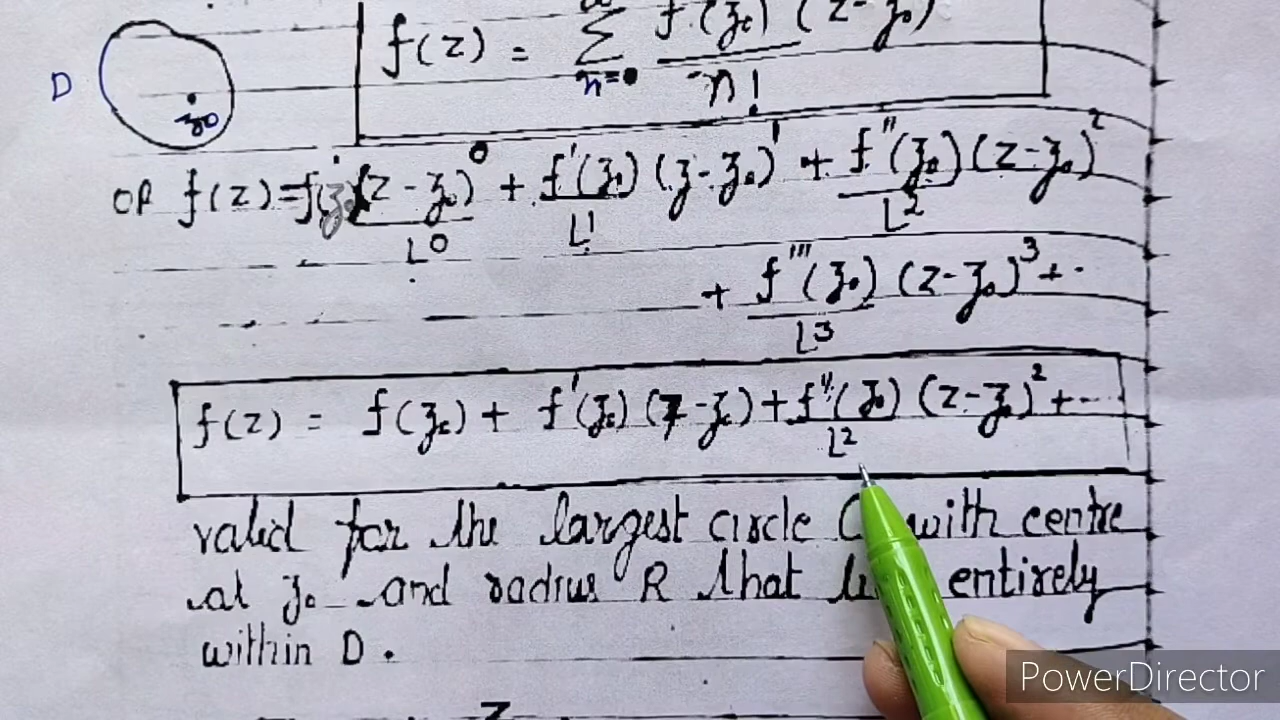 f(z) = ∞ Σ n=0 f (z₀) (z - z₀) / n!
D
z₀
or f(z) = f(z₀) (z - z₀)⁰ / L0 + f'(z₀) / L1 (z - z₀)¹ + f''(z₀) / L2 (z - z₀)²
+ f'''(z₀) / L3 (z - z₀)³ + ..
f(z) = f(z₀) + f'(z₀) (z - z₀) + f''(z₀) / L2 (z - z₀)² + ...
valid for the largest circle C with centre
at z₀ and radius R that entirely
within D.
PowerDirector